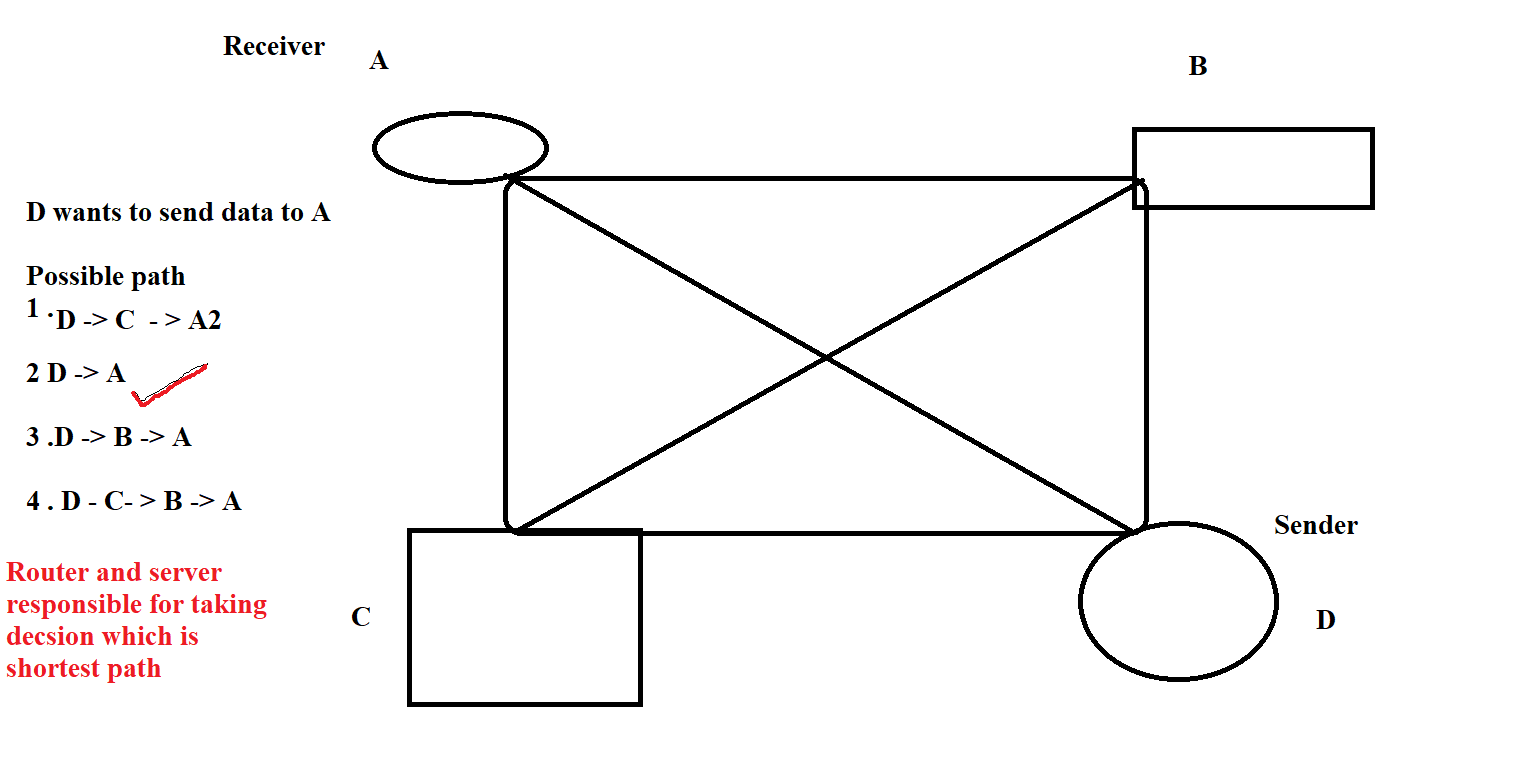 Receiver
A
B
D wants to send data to A
Possible path
1 . D -> C - > A2
2 D -> A
3 .D -> B -> A
4 . D - C- > B -> A
Sender
Router and server
responsible for taking
decsion which is
shortest path
C
D